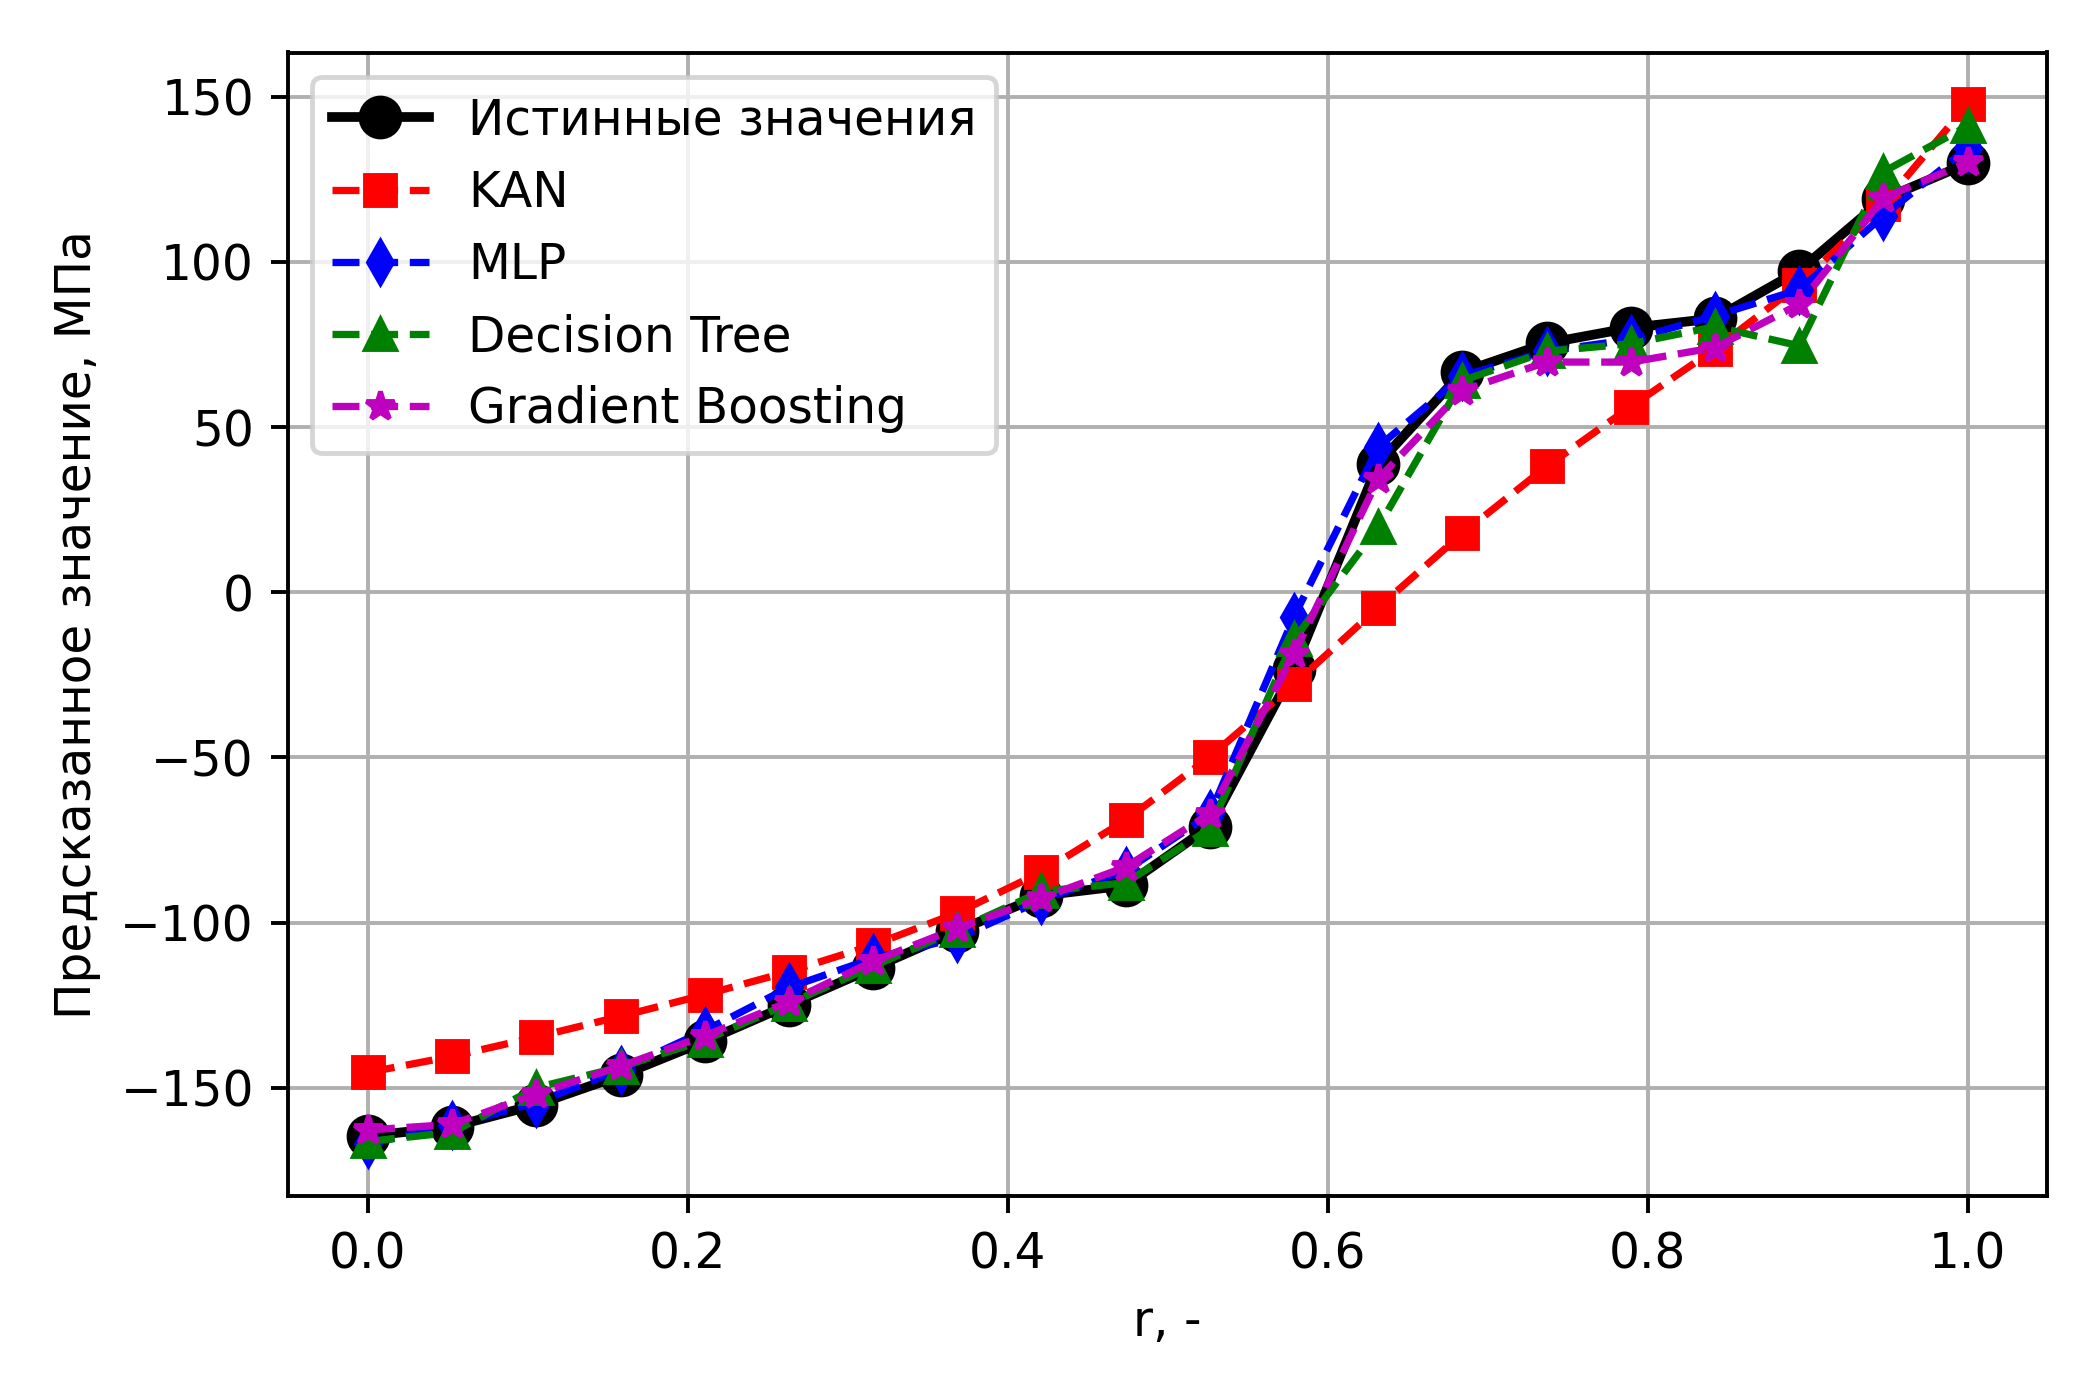 Предсказанное значение, МПа
150
100
50
0
−50
−100
−150
Истинные значения
KAN
MLP
Decision Tree
Gradient Boosting
0.0 0.2 0.4 0.6 0.8 1.0
r, -